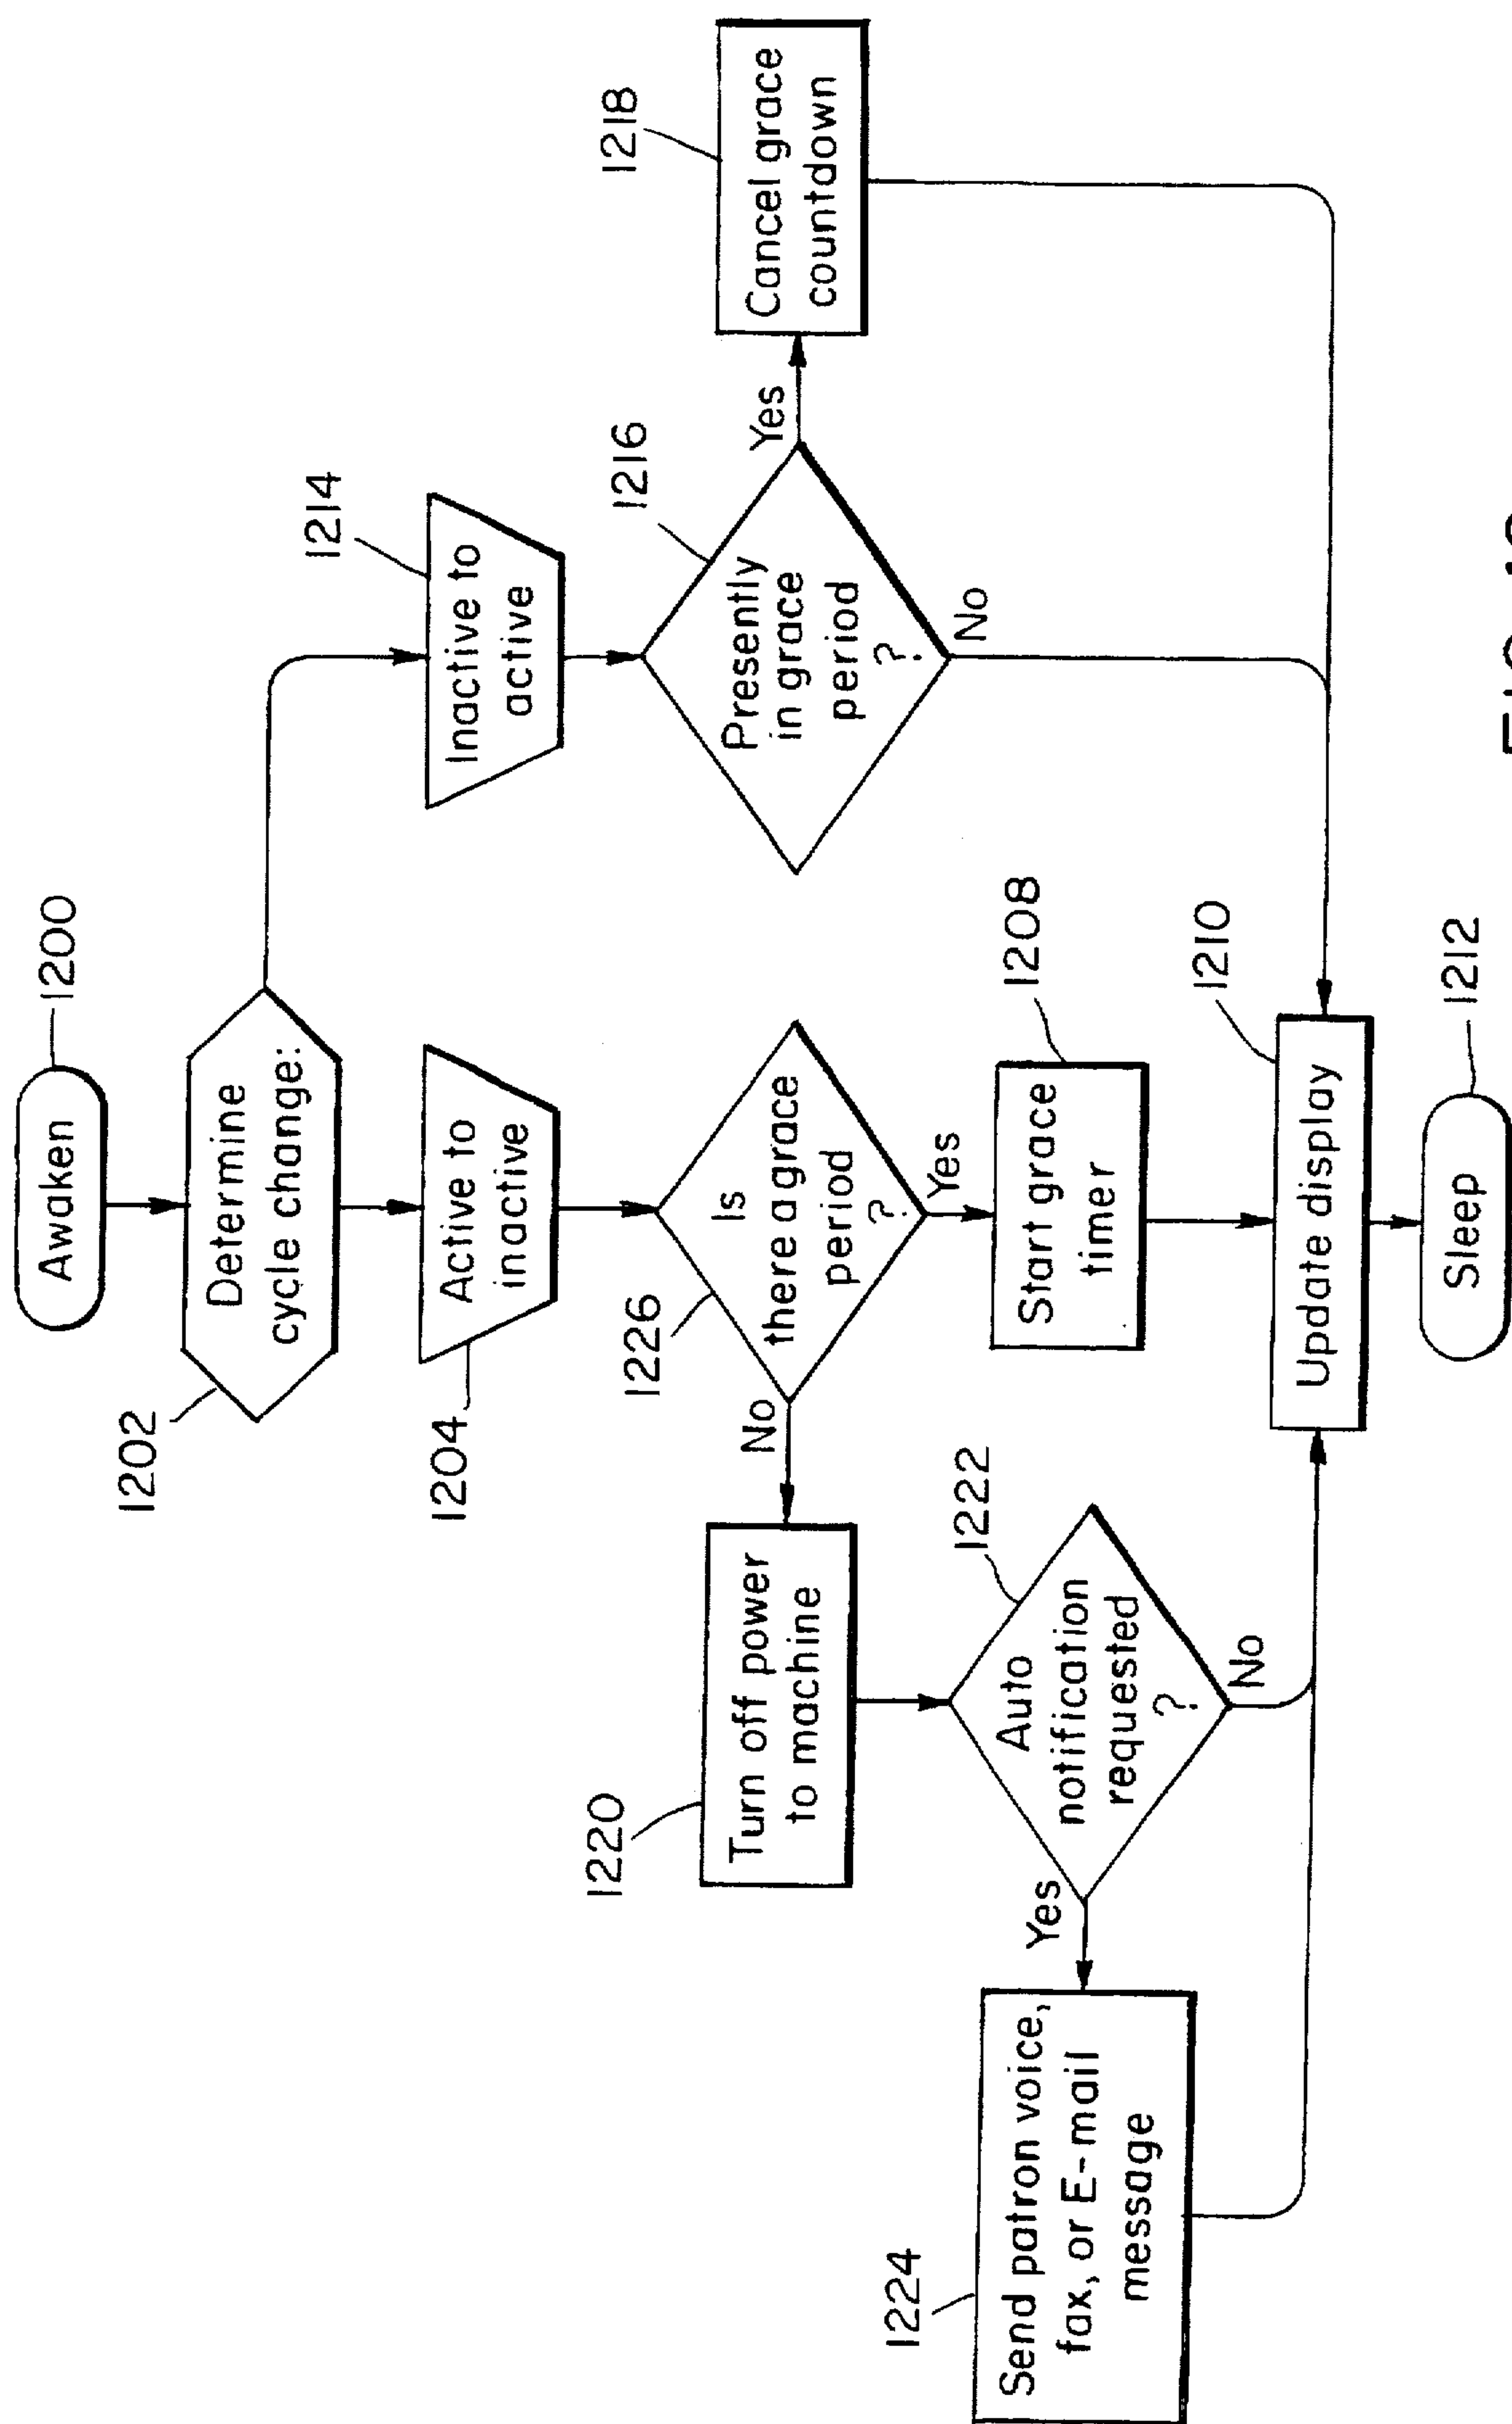 1200
Awaken
1202
Determine
cycle change:
1204
Active to
inactive
1214
Inactive to
active
1226
Is
there a grace
period
?
No
Yes
1216
Presently
in grace
period
?
Yes
No
1218
Cancel grace
countdown
1220
Turn off power
to machine
1208
Start grace
timer
1222
Auto
notification
requested
?
Yes
No
1224
Send patron voice,
fax, or E-mail
message
1210
Update display
1212
Sleep